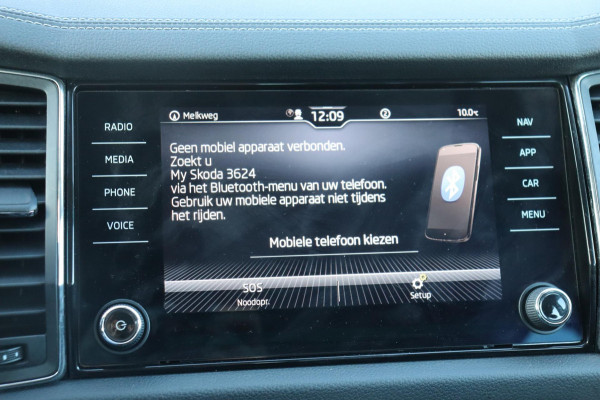 RADIO
MEDIA
PHONE
VOICE
Melkweg
12:09
2
10.0°C
Geen mobiel apparaat verbonden.
Zoekt u
My Skoda 3624
via het Bluetooth-menu van uw telefoon.
Gebruik uw mobiele apparaat niet tijdens
het rijden.
Mobiele telefoon kiezen
SOS
Noodopr.
Setup
NAV
APP
CAR
MENU